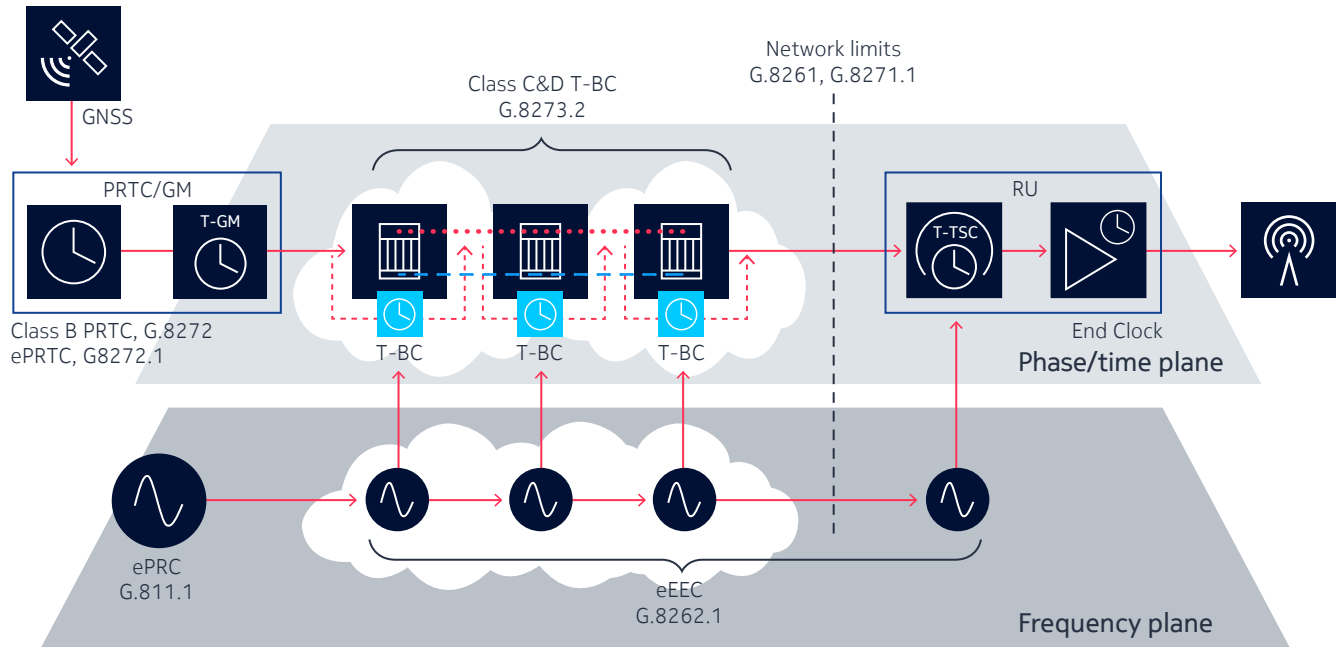 Network limits
G.8261, G.8271.1
Class C&D T-BC
G.8273.2
GNSS
PRTC/GM
T-GM
RU
T-TSC
Class B PRTC, G.8272
ePRTC, G8272.1
T-BC
T-BC
T-BC
End Clock
Phase/time plane
ePRC
G.811.1
eEEC
G.8262.1
Frequency plane